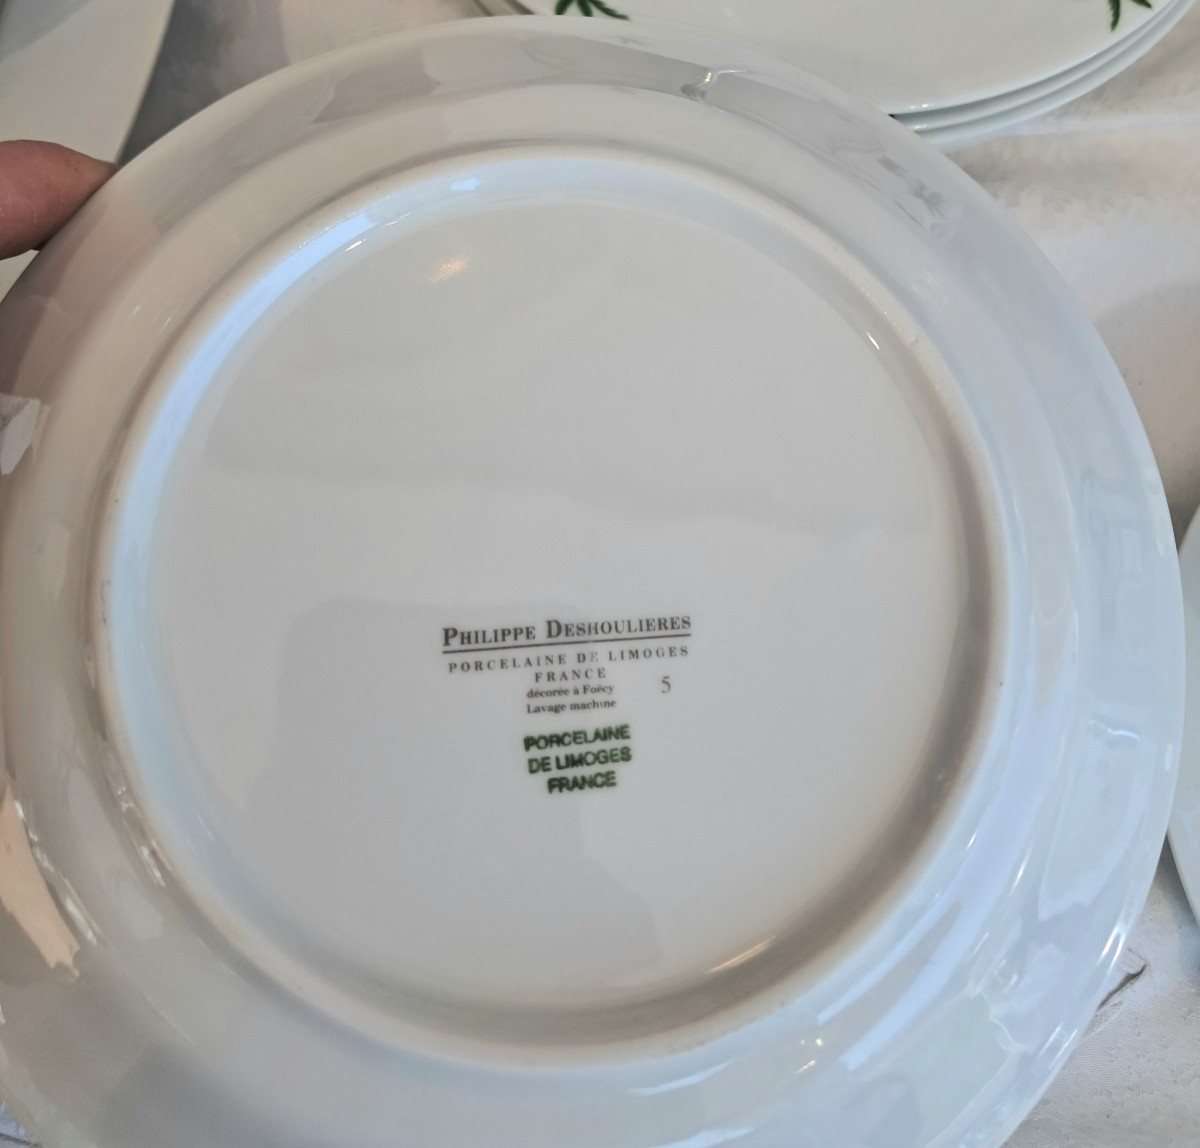 PHILIPPE DESHOULIERES
PORCELAINE DE LIMOGES
FRANCE
décorée à Foëcy
5
Lavage machine
PORCELAINE
DE LIMOGES
FRANCE